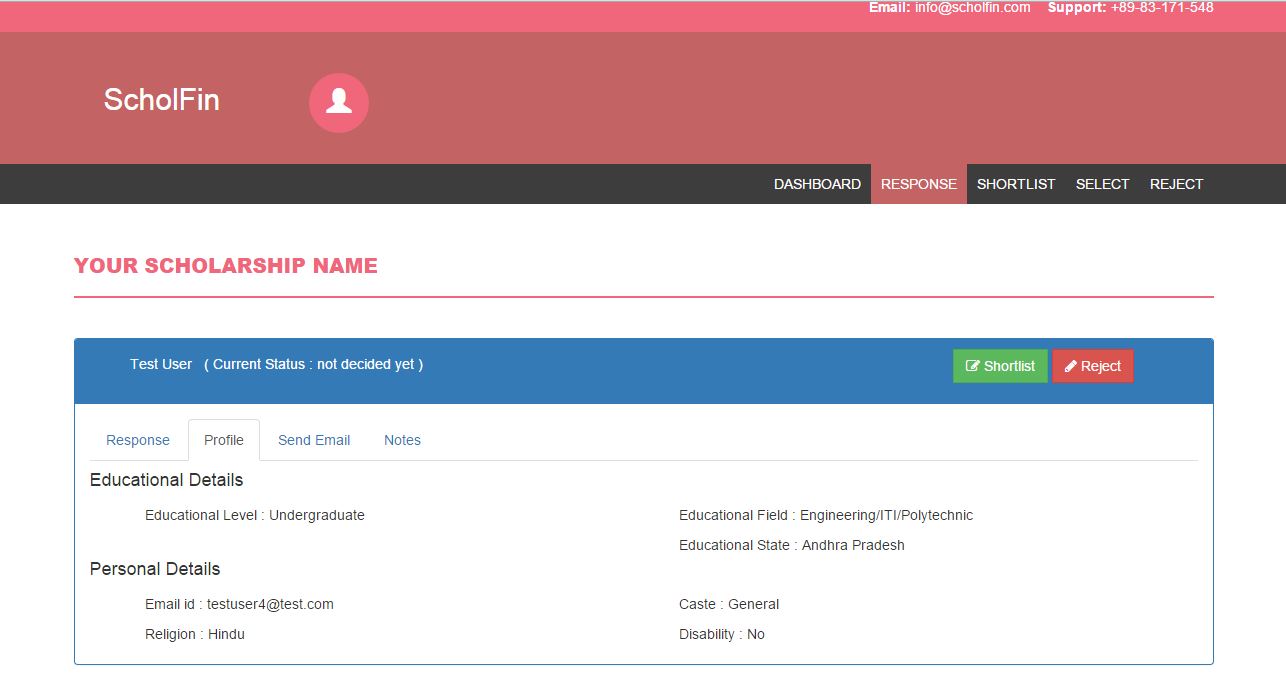 Email: info@scholfin.com Support: +89-83-171-548
ScholFin
DASHBOARD RESPONSE SHORTLIST SELECT REJECT
YOUR SCHOLARSHIP NAME
Test User ( Current Status : not decided yet ) Shortlist Reject
Response Profile Send Email Notes
Educational Details
Educational Level : Undergraduate Educational Field : Engineering/ITI/Polytechnic
Educational State : Andhra Pradesh
Personal Details
Email id : testuser4@test.com Caste : General
Religion : Hindu Disability : No